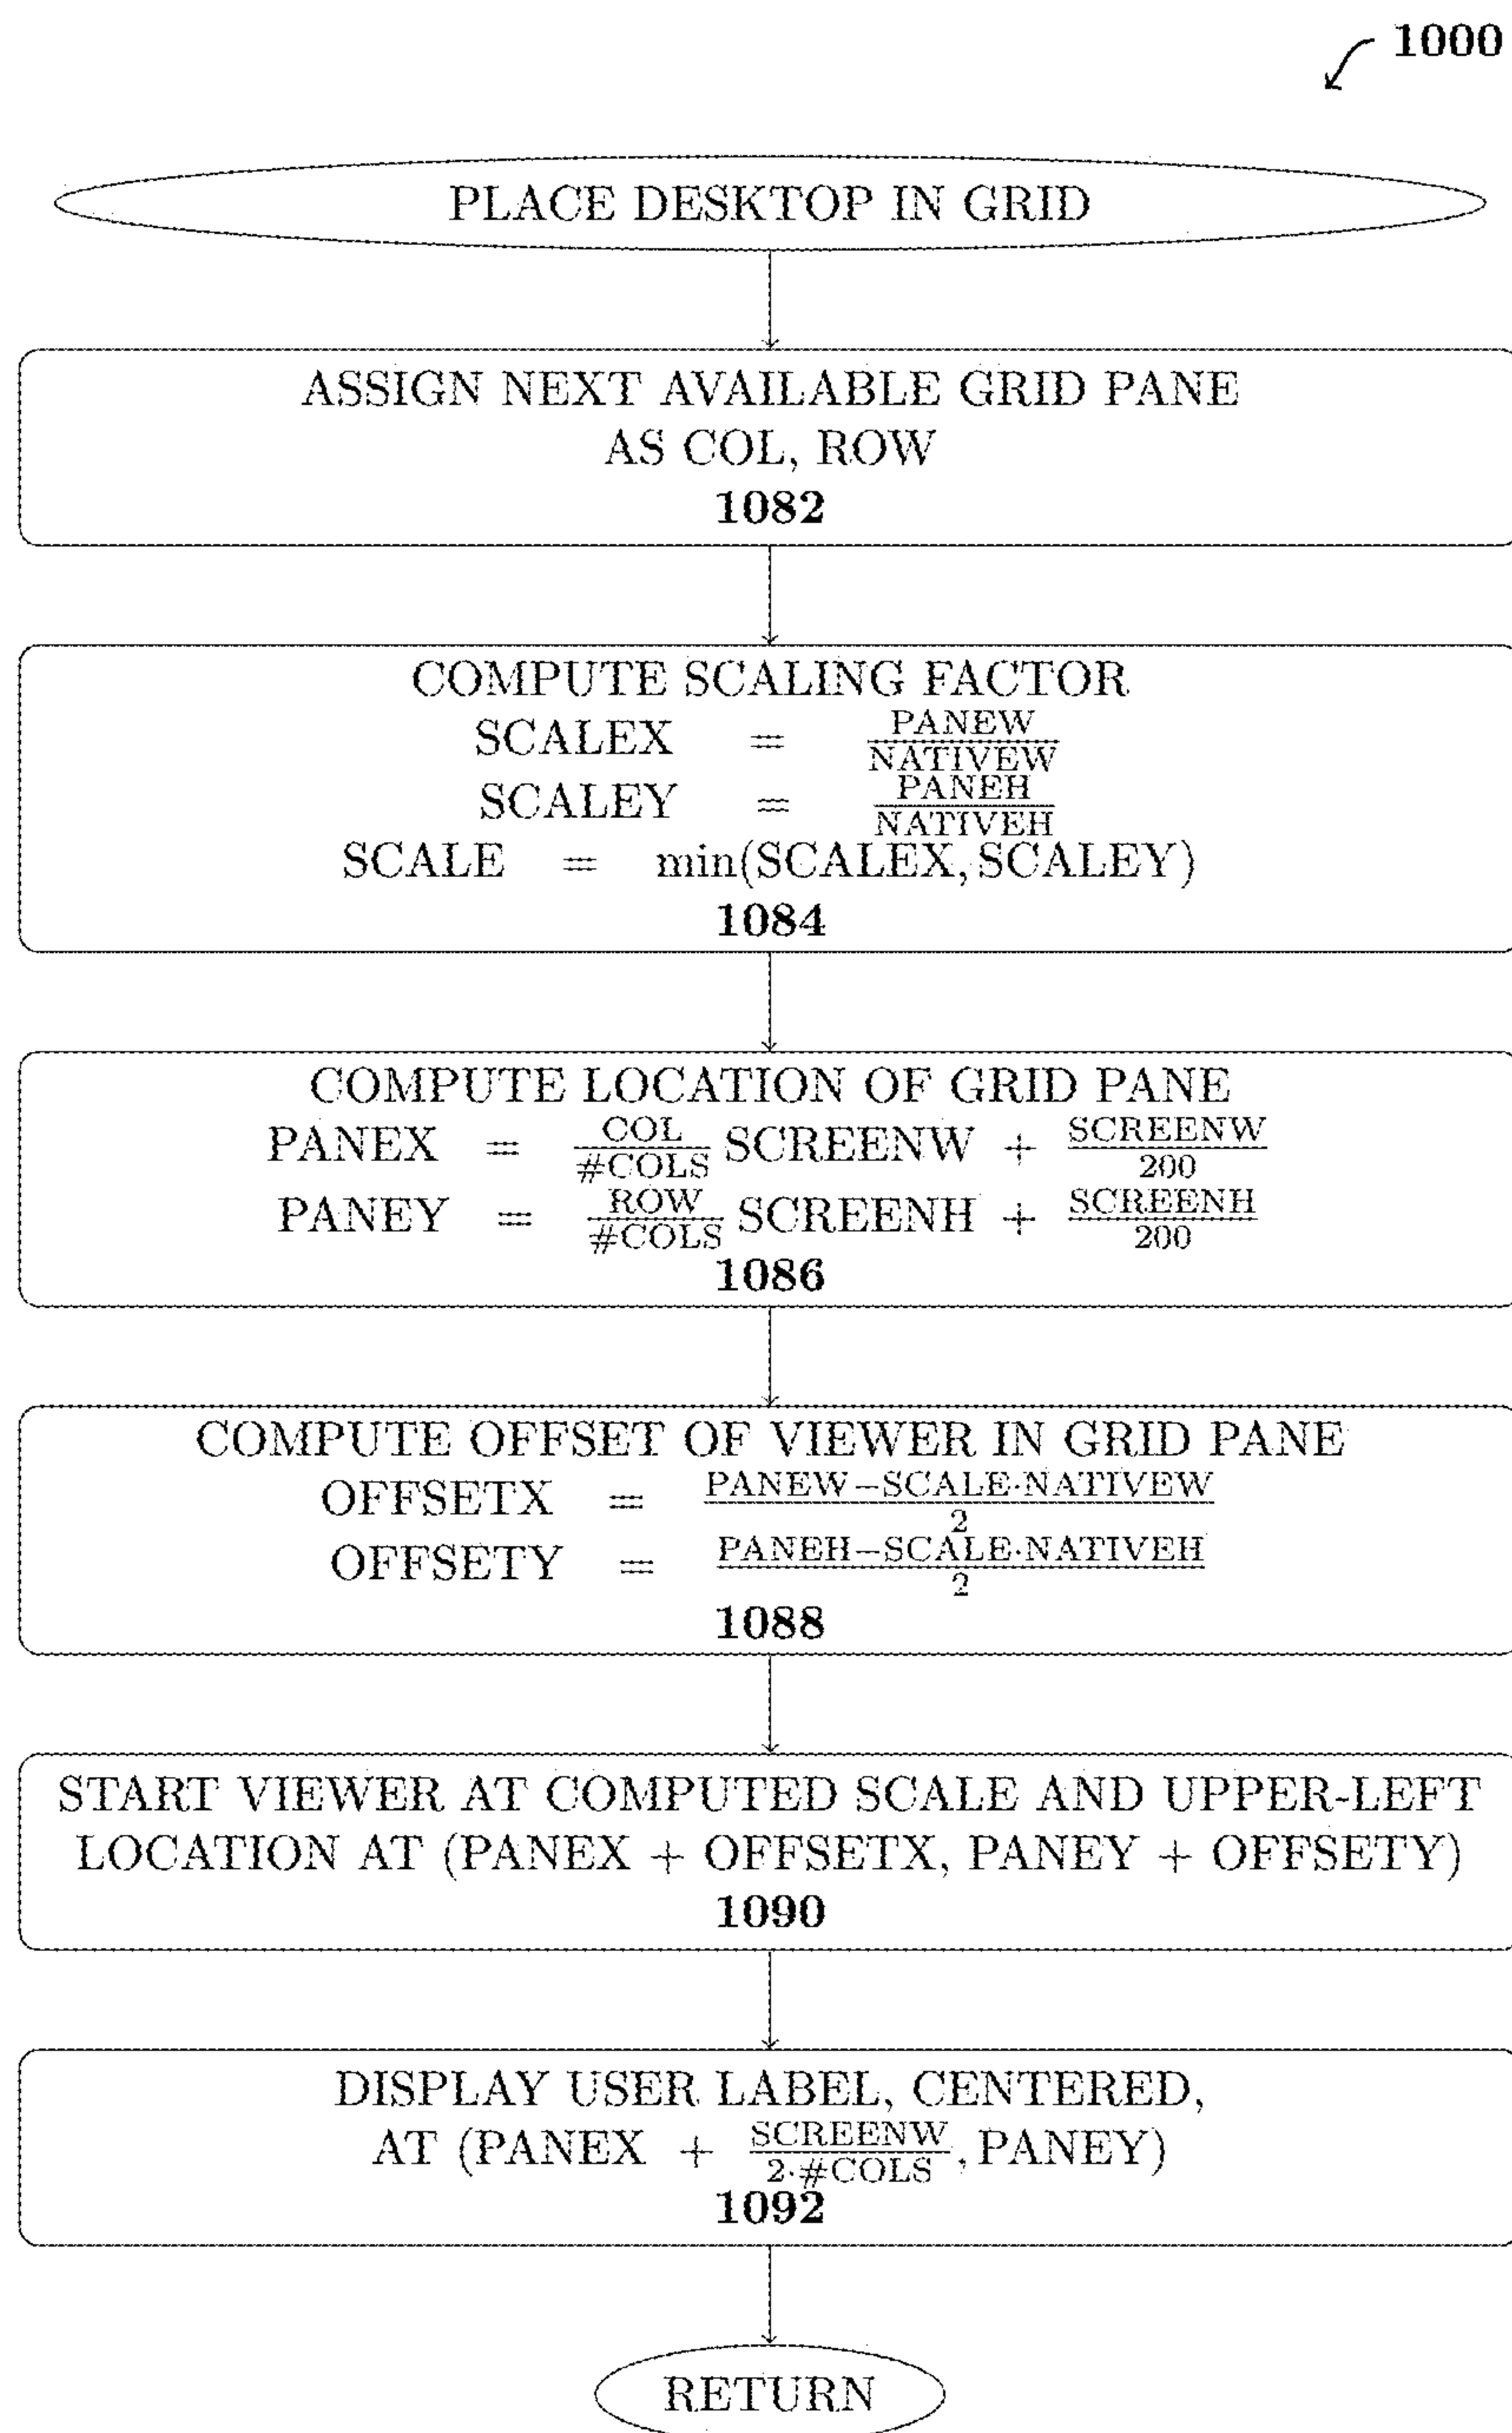 1000
PLACE DESKTOP IN GRID
ASSIGN NEXT AVAILABLE GRID PANE
AS COL, ROW
1082
COMPUTE SCALING FACTOR
SCALEX = PANEW/NATIVEW
SCALEY = PANEH/NATIVEH
SCALE = min(SCALEX, SCALEY)
1084
COMPUTE LOCATION OF GRID PANE
PANEX = COL/#COLS SCREENW + SCREENW/200
PANEY = ROW/#COLS SCREENH + SCREENH/200
1086
COMPUTE OFFSET OF VIEWER IN GRID PANE
OFFSETX = PANEW−SCALE·NATIVEW/2
OFFSETY = PANEH−SCALE·NATIVEH/2
1088
START VIEWER AT COMPUTED SCALE AND UPPER-LEFT
LOCATION AT (PANEX + OFFSETX, PANEY + OFFSETY)
1090
DISPLAY USER LABEL, CENTERED,
AT (PANEX + SCREENW/2·#COLS, PANEY)
1092
RETURN